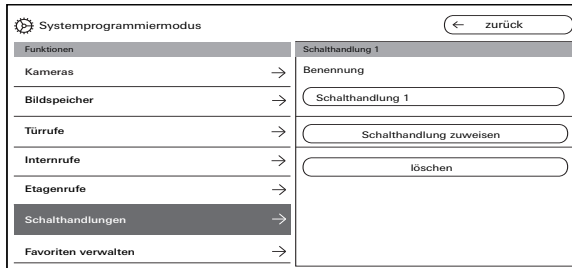 Systemprogrammiermodus
zurück
Funktionen
Kameras
Bildspeicher
Türrufe
Internrufe
Etagenrufe
Schalthandlungen
Favoriten verwalten
Schalthandlung 1
Benennung
Schalthandlung 1
Schalthandlung zuweisen
löschen